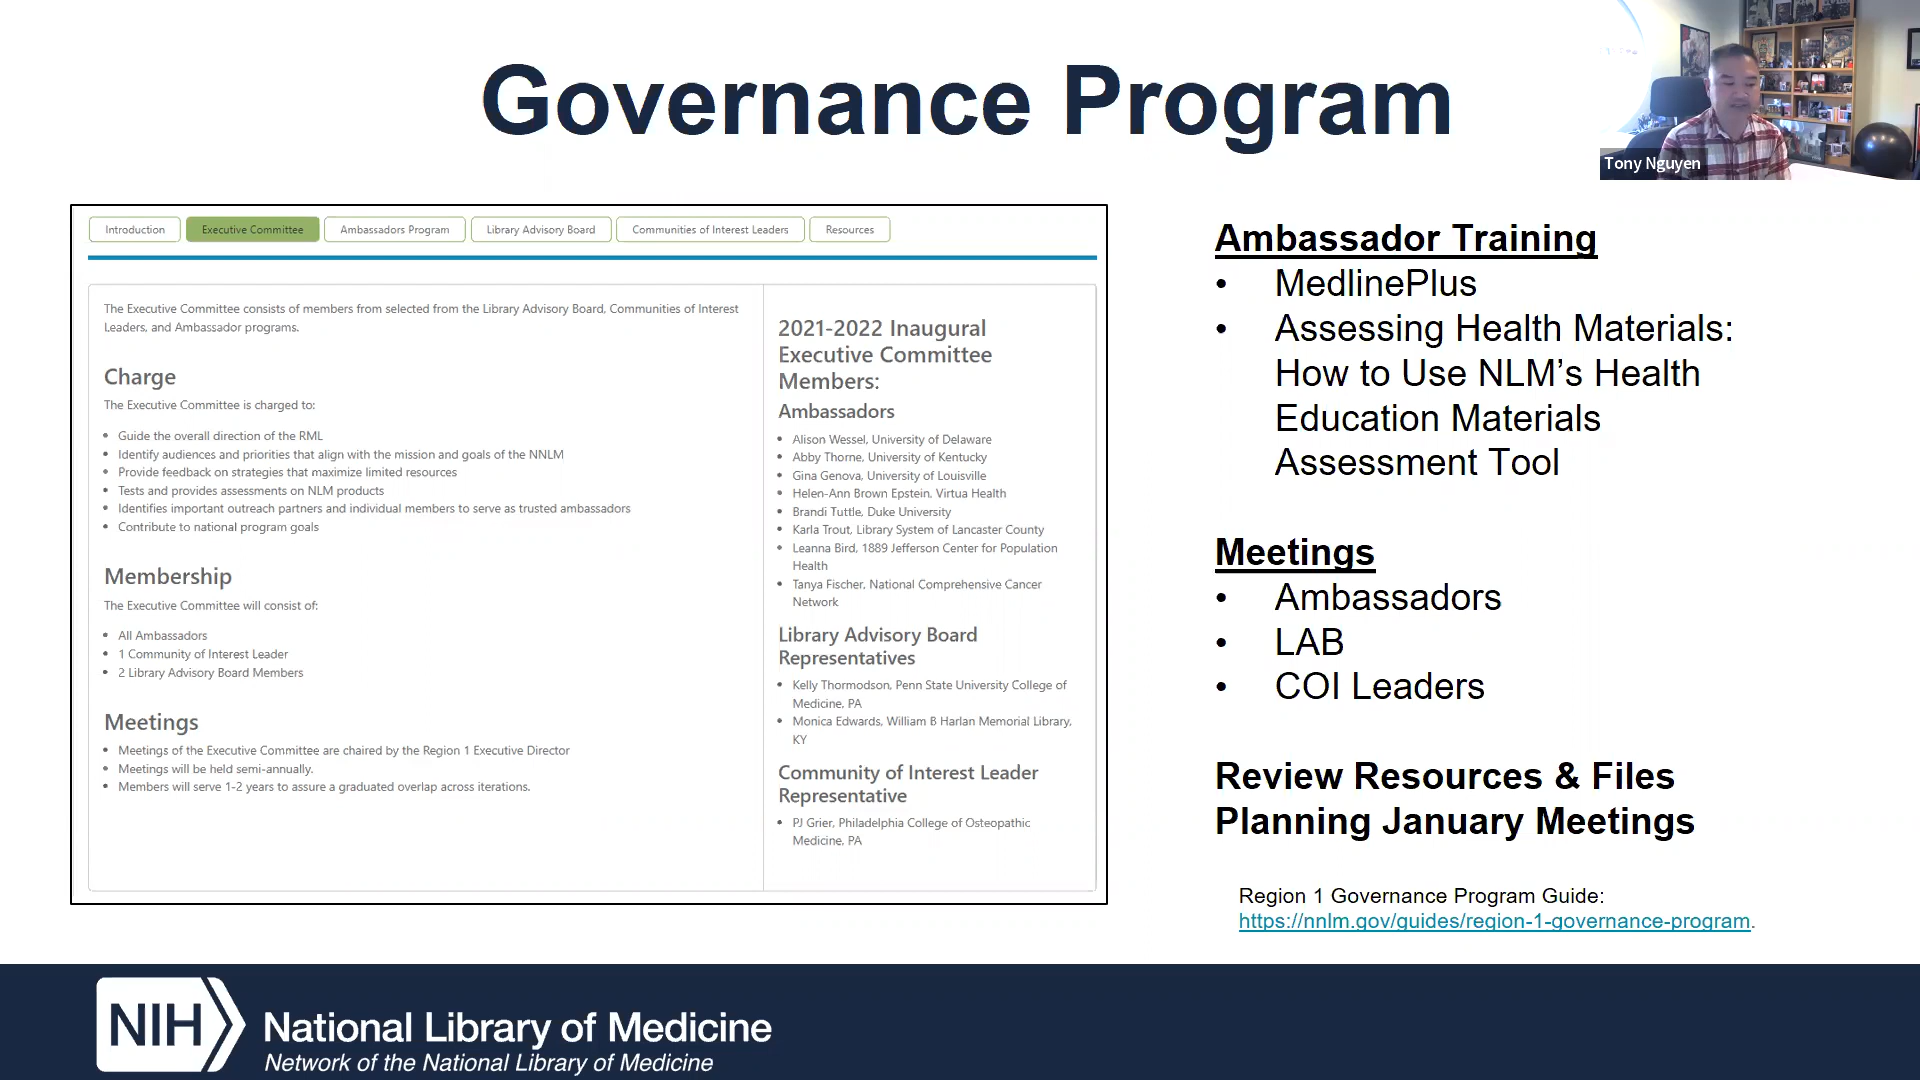 Governance Program
Tony Nguyen
Introduction
Executive Committee
Ambassadors Program
Library Advisory Board
Communities of Interest Leaders
Resources
The Executive Committee consists of members from selected from the Library Advisory Board, Communities of Interest
Leaders, and Ambassador programs.
Charge
The Executive Committee is charged to:
• Guide the overall direction of the RML
• Identify audiences and priorities that align with the mission and goals of the NNLM
• Provide feedback on strategies that maximize limited resources
• Tests and provides assessments on NLM products
• Identifies important outreach partners and individual members to serve as trusted ambassadors
• Contribute to national program goals
Membership
The Executive Committee will consist of:
• All Ambassadors
• 1 Community of Interest Leader
• 2 Library Advisory Board Members
Meetings
• Meetings of the Executive Committee are chaired by the Region 1 Executive Director
• Meetings will be held semi-annually.
• Members will serve 1-2 years to assure a graduated overlap across iterations.
2021-2022 Inaugural
Executive Committee
Members:
Ambassadors
• Alison Wessel, University of Delaware
• Abby Thorne, University of Kentucky
• Gina Genova, University of Louisville
• Helen-Ann Brown Epstein. Virtua Health
• Brandi Tuttle, Duke University
• Karla Trout, Library System of Lancaster County
• Leanna Bird, 1889 Jefferson Center for Population
Health
• Tanya Fischer, National Comprehensive Cancer
Network
Library Advisory Board
Representatives
• Kelly Thormodson, Penn State University College of
Medicine, PA
• Monica Edwards, William B Harlan Memorial Library,
KY
Community of Interest Leader
Representative
• PJ Grier, Philadelphia College of Osteopathic
Medicine, PA
Ambassador Training
• MedlinePlus
• Assessing Health Materials:
How to Use NLM’s Health
Education Materials
Assessment Tool
Meetings
• Ambassadors
• LAB
• COI Leaders
Review Resources & Files
Planning January Meetings
Region 1 Governance Program Guide:
https://nnlm.gov/guides/region-1-governance-program.
NIH
National Library of Medicine
Network of the National Library of Medicine